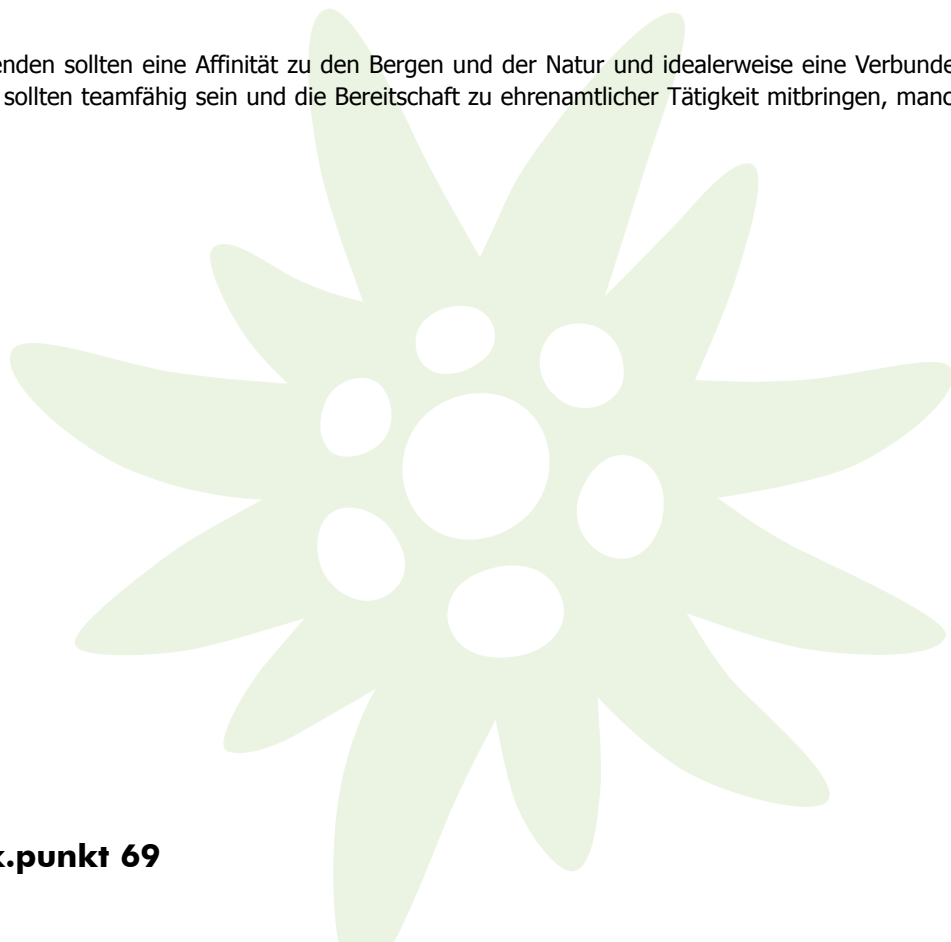 enden sollten eine Affinität zu den Bergen und der Natur und idealerweise eine Verbunde
sollten teamfähig sein und die Bereitschaft zu ehrenamtlicher Tätigkeit mitbringen, manc
k.punkt 69